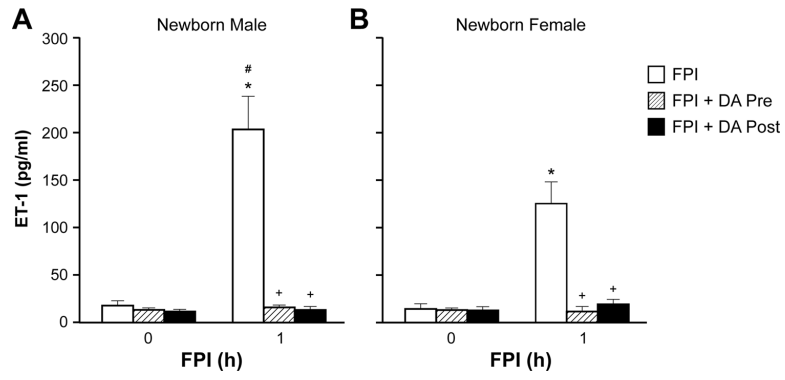 A
Newborn Male
B
Newborn Female
ET-1 (pg/ml)
300
250
200
150
100
50
0
#
*
+
+
*
+
+
0
1
0
1
FPI (h)
FPI (h)
FPI
FPI + DA Pre
FPI + DA Post